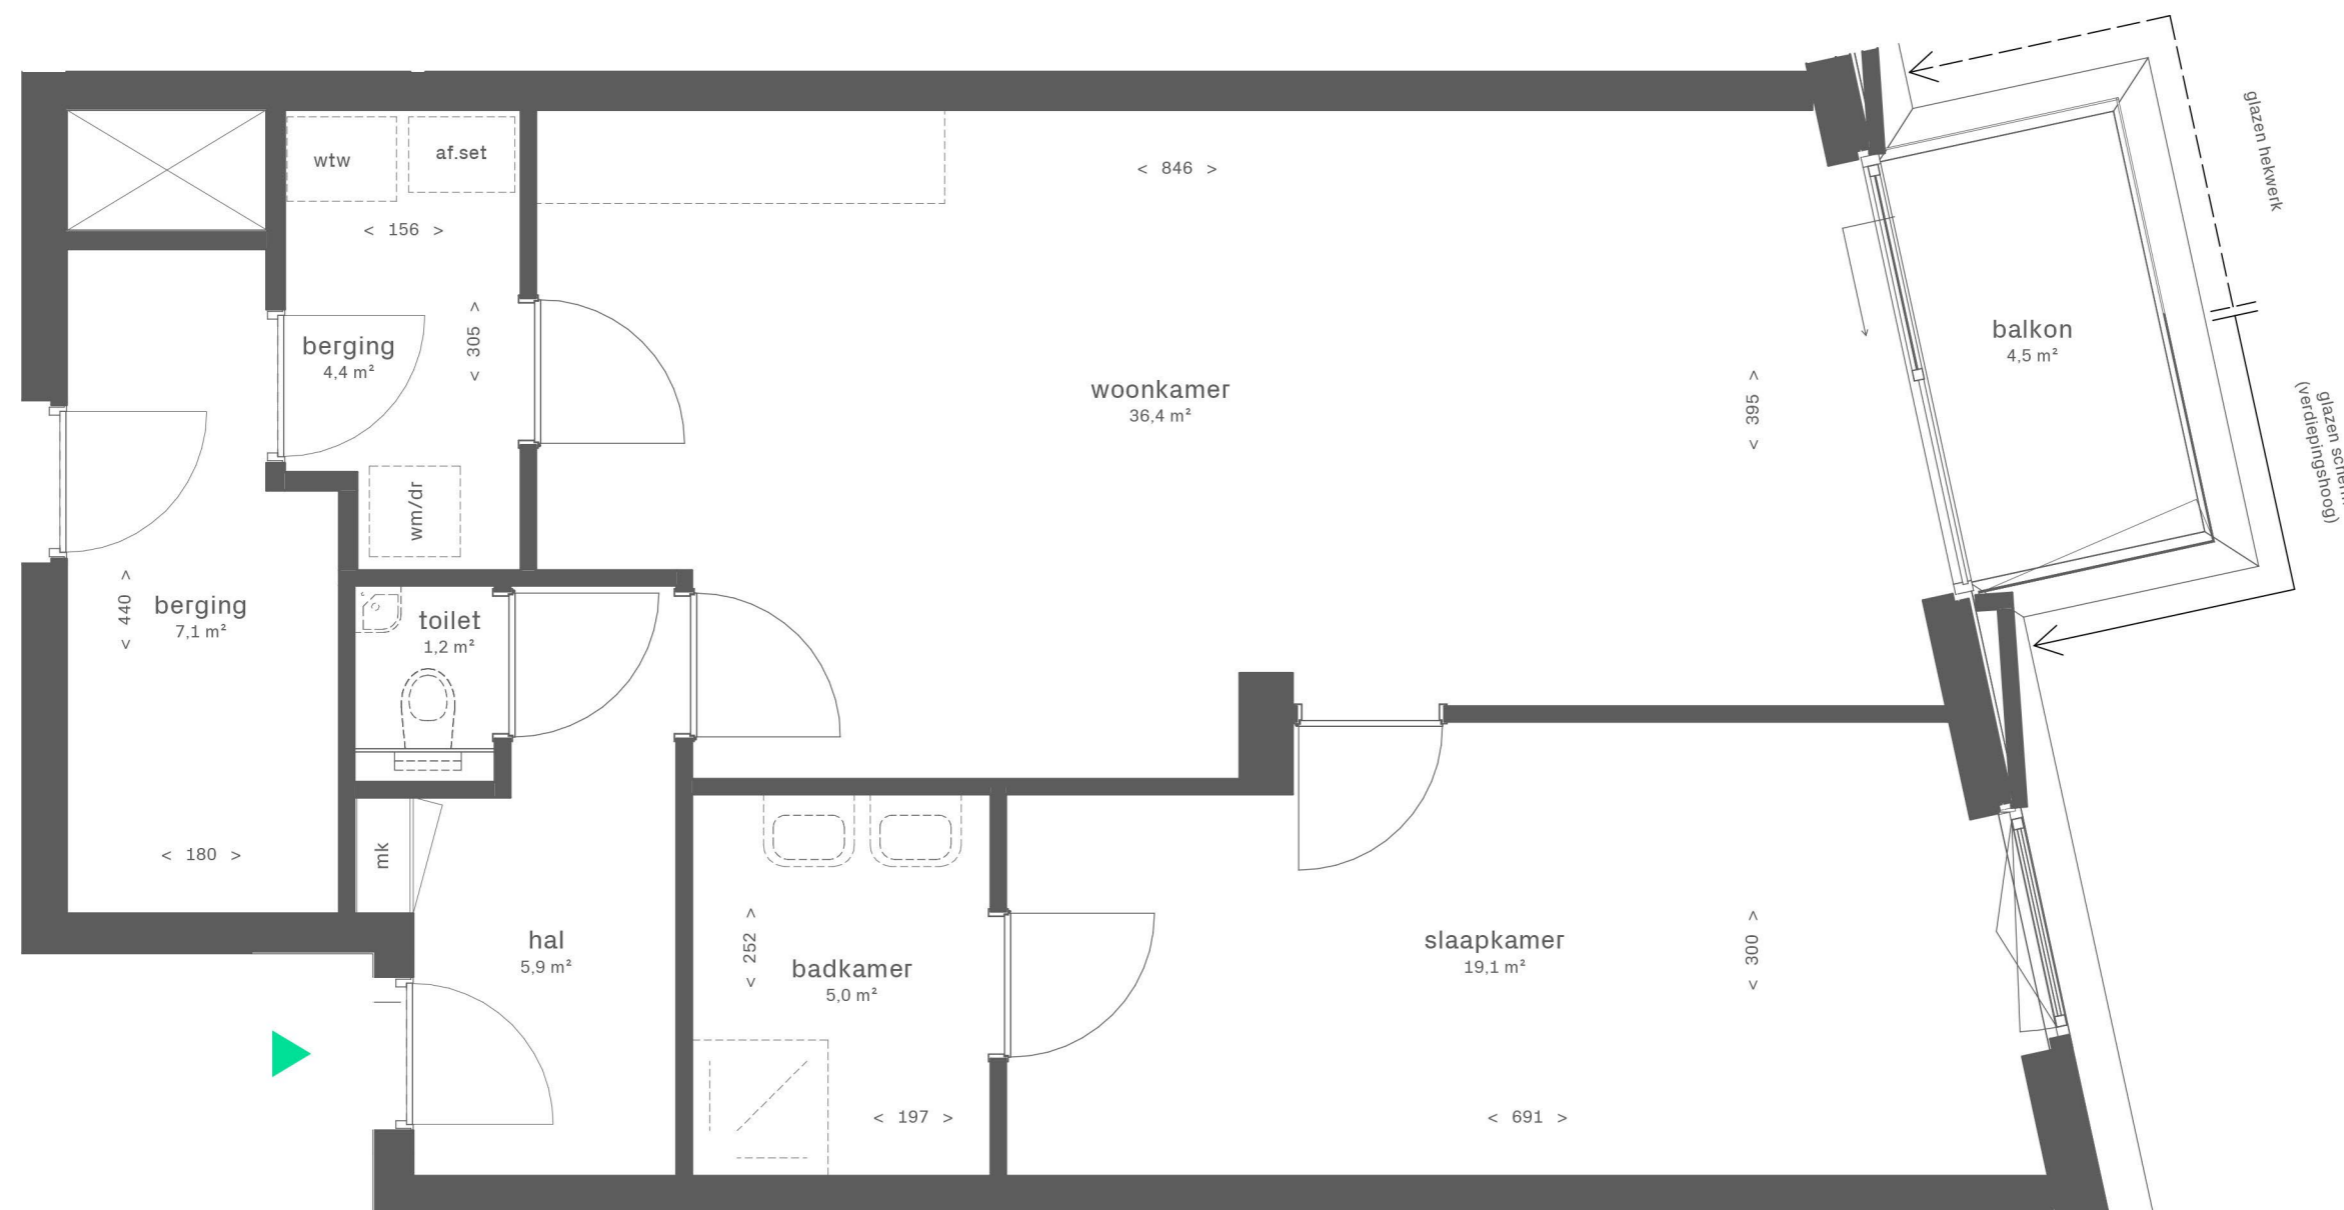 wtw
af.set
< 156 >
< 846 >
glazen hekwerk
< 305 >
berging
4,4 m²
balkon
4,5 m²
woonkamer
36,4 m²
< 395 >
glazen
(verdiepingshoog)
wm/dr
< 440 >
berging
7,1 m²
toilet
1,2 m²
< 180 >
mk
hal
5,9 m²
< 252 >
badkamer
5,0 m²
slaapkamer
19,1 m²
< 300 >
< 197 >
< 691 >